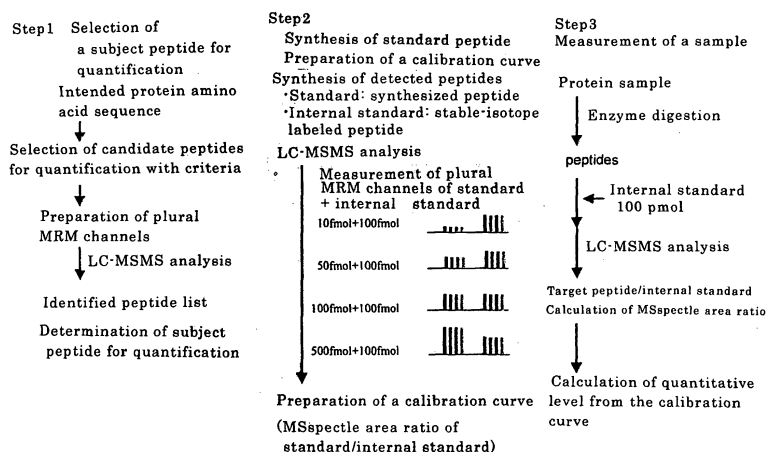 Step1 Selection of
a subject peptide for
quantification
Intended protein amino
acid sequence
Selection of candidate peptides
for quantification with criteria
Preparation of plural
MRM channels
LC-MSMS analysis
Identified peptide list
Determination of subject
peptide for quantification
Step2
Synthesis of standard peptide
Preparation of a calibration curve
Synthesis of detected peptides
・Standard: synthesized peptide
・Internal standard: stable-isotope
labeled peptide
LC-MSMS analysis
Measurement of plural
MRM channels of standard
+ internal standard
10fmol+100fmol
50fmol+100fmol
100fmol+100fmol
500fmol+100fmol
Preparation of a calibration curve
(MSspectle area ratio of
standard/internal standard)
Step3
Measurement of a sample
Protein sample
Enzyme digestion
peptides
Internal standard
100 pmol
LC-MSMS analysis
Target peptide/internal standard
Calculation of MSspectle area ratio
Calculation of quantitative
level from the calibration
curve